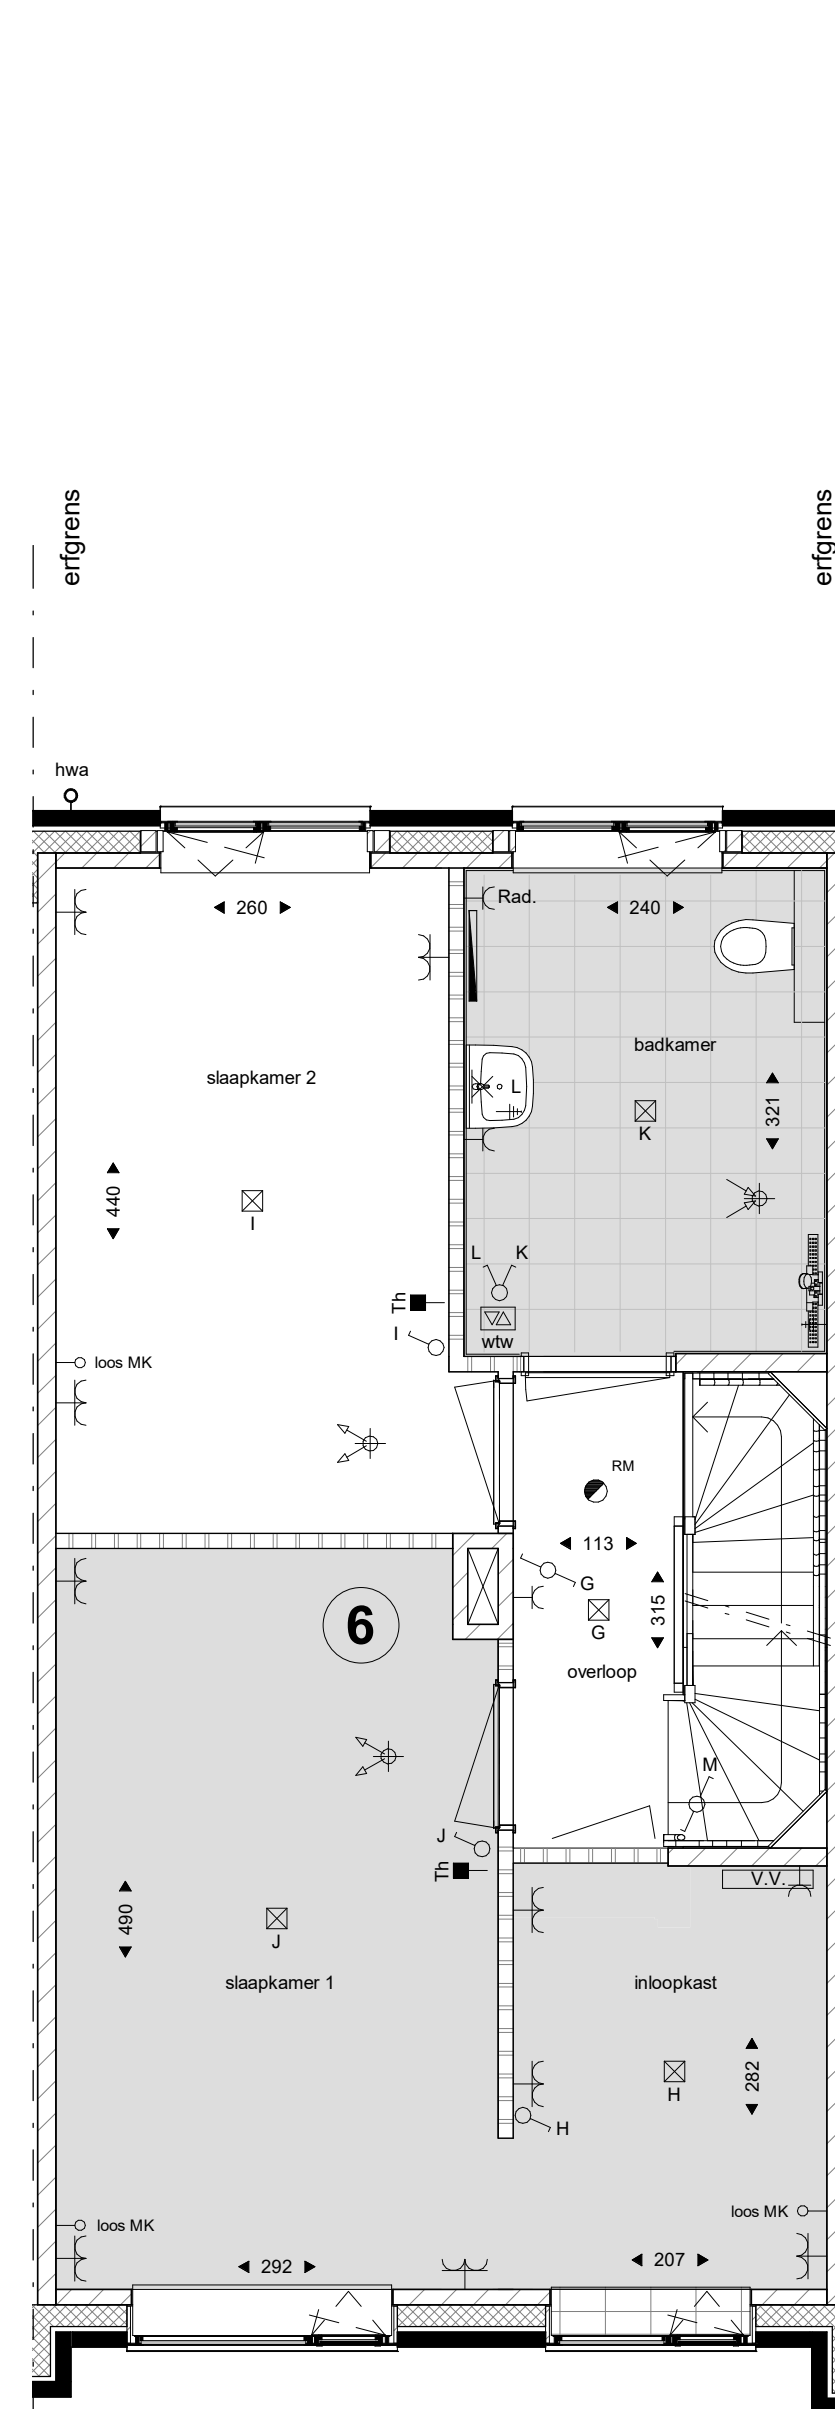 erfgrens
erfgrens
hwa
260
Rad.
240
badkamer
slaapkamer 2
L
321
K
440
I
L
K
Th
I
wtw
loos MK
RM
113
G
6
315
G
overloop
M
J
Th
V.V.
490
J
slaapkamer 1
inloopkast
282
H
H
loos MK
loos MK
292
207